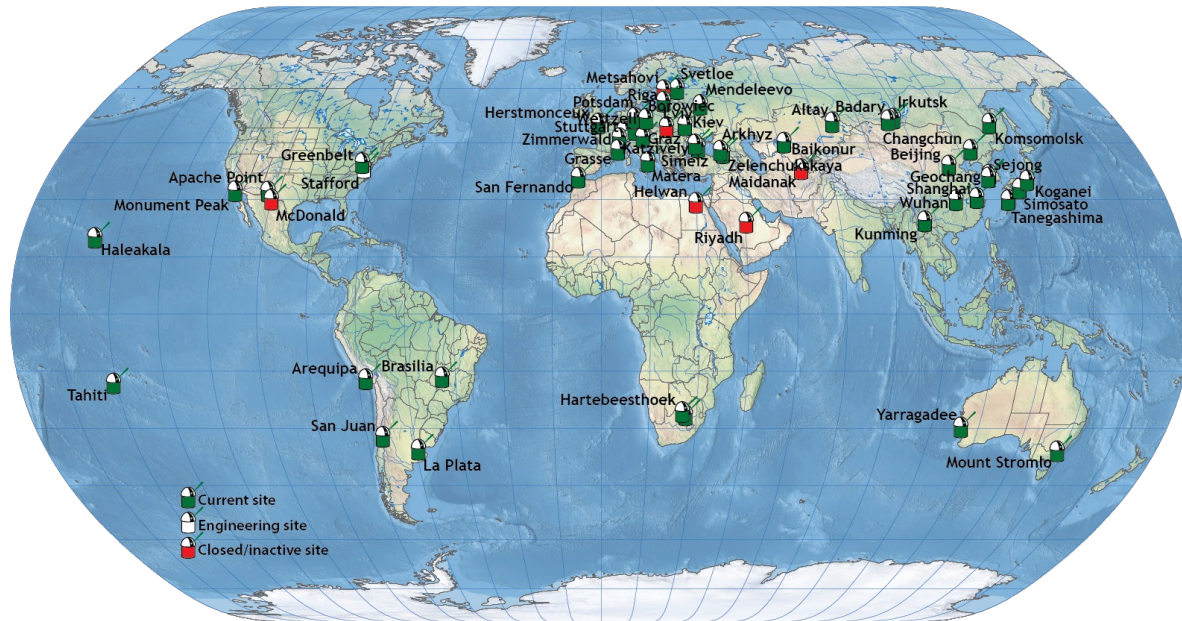 Metsahovi
Svetloe
Riga
Mendeleevo
Potsdam
Borowiec
Herstmonceux
Kiev
Altay
Badary
Irkutsk
Stuttgart
Zimmerwald
Graz
Arkhyz
Changchun
Komsomolsk
Katzively
Baikonur
Beijing
Greenbelt
Grasse
Simeiz
Zelenchukskaya
Sejong
Apache Point
Stafford
San Fernando
Matera
Maidanak
Geochang
Helwan
Shanghai
Koganei
Monument Peak
McDonald
Wuhan
Simosato
Tanegashima
Haleakala
Riyadh
Kunming
Arequipa
Brasilia
Tahiti
Hartebeesthoek
San Juan
Yarragadee
La Plata
Mount Stromlo
Current site
Engineering site
Closed/inactive site